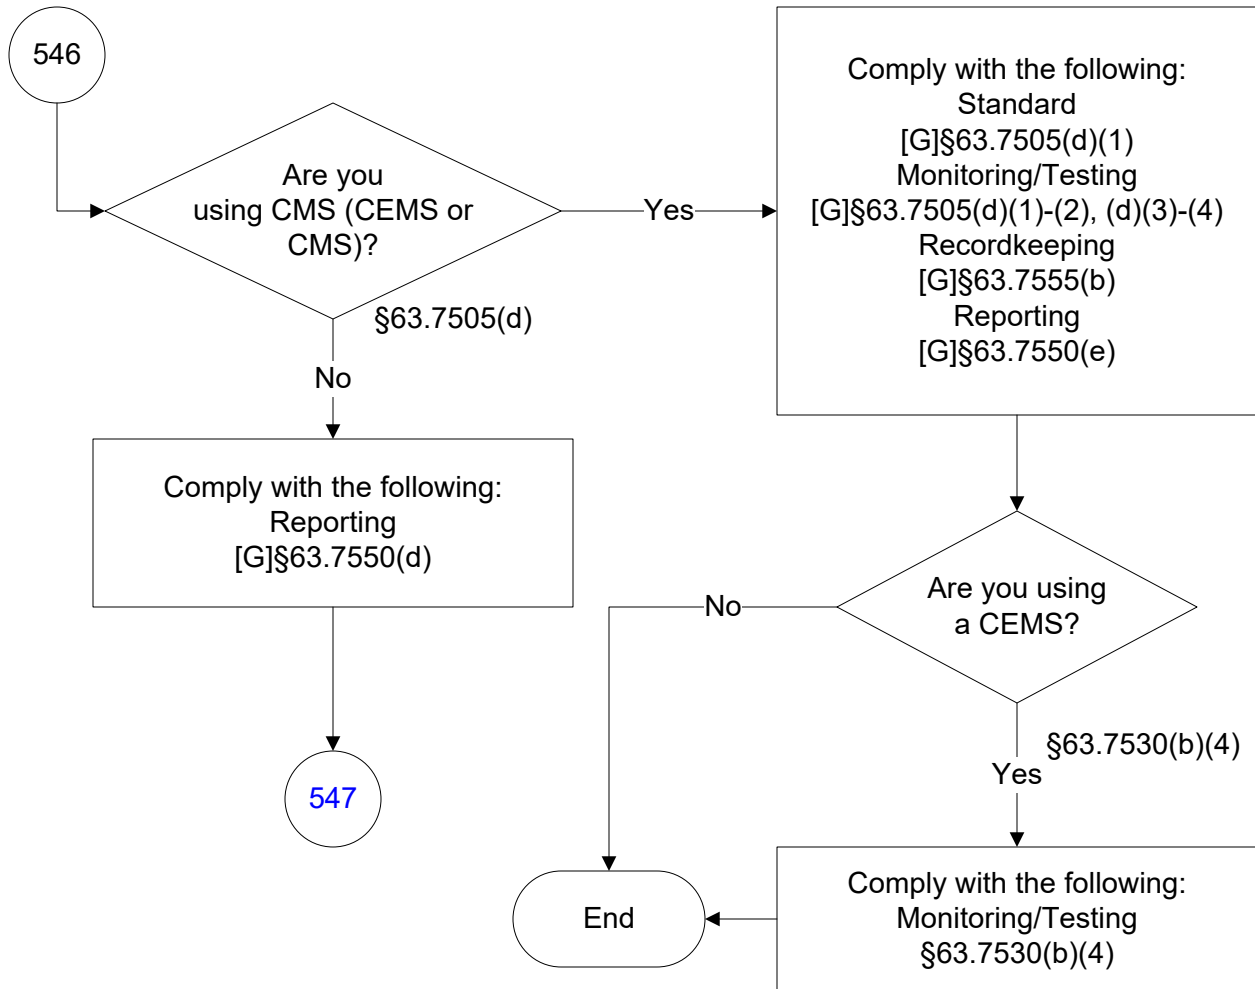 546
Are you
using CMS (CEMS or
CMS)?
§63.7505(d)
Yes
Comply with the following:
Standard
[G]§63.7505(d)(1)
Monitoring/Testing
[G]§63.7505(d)(1)-(2), (d)(3)-(4)
Recordkeeping
[G]§63.7555(b)
Reporting
[G]§63.7550(e)
No
Comply with the following:
Reporting
[G]§63.7550(d)
547
Are you using
a CEMS?
No
§63.7530(b)(4)
Yes
Comply with the following:
Monitoring/Testing
§63.7530(b)(4)
End